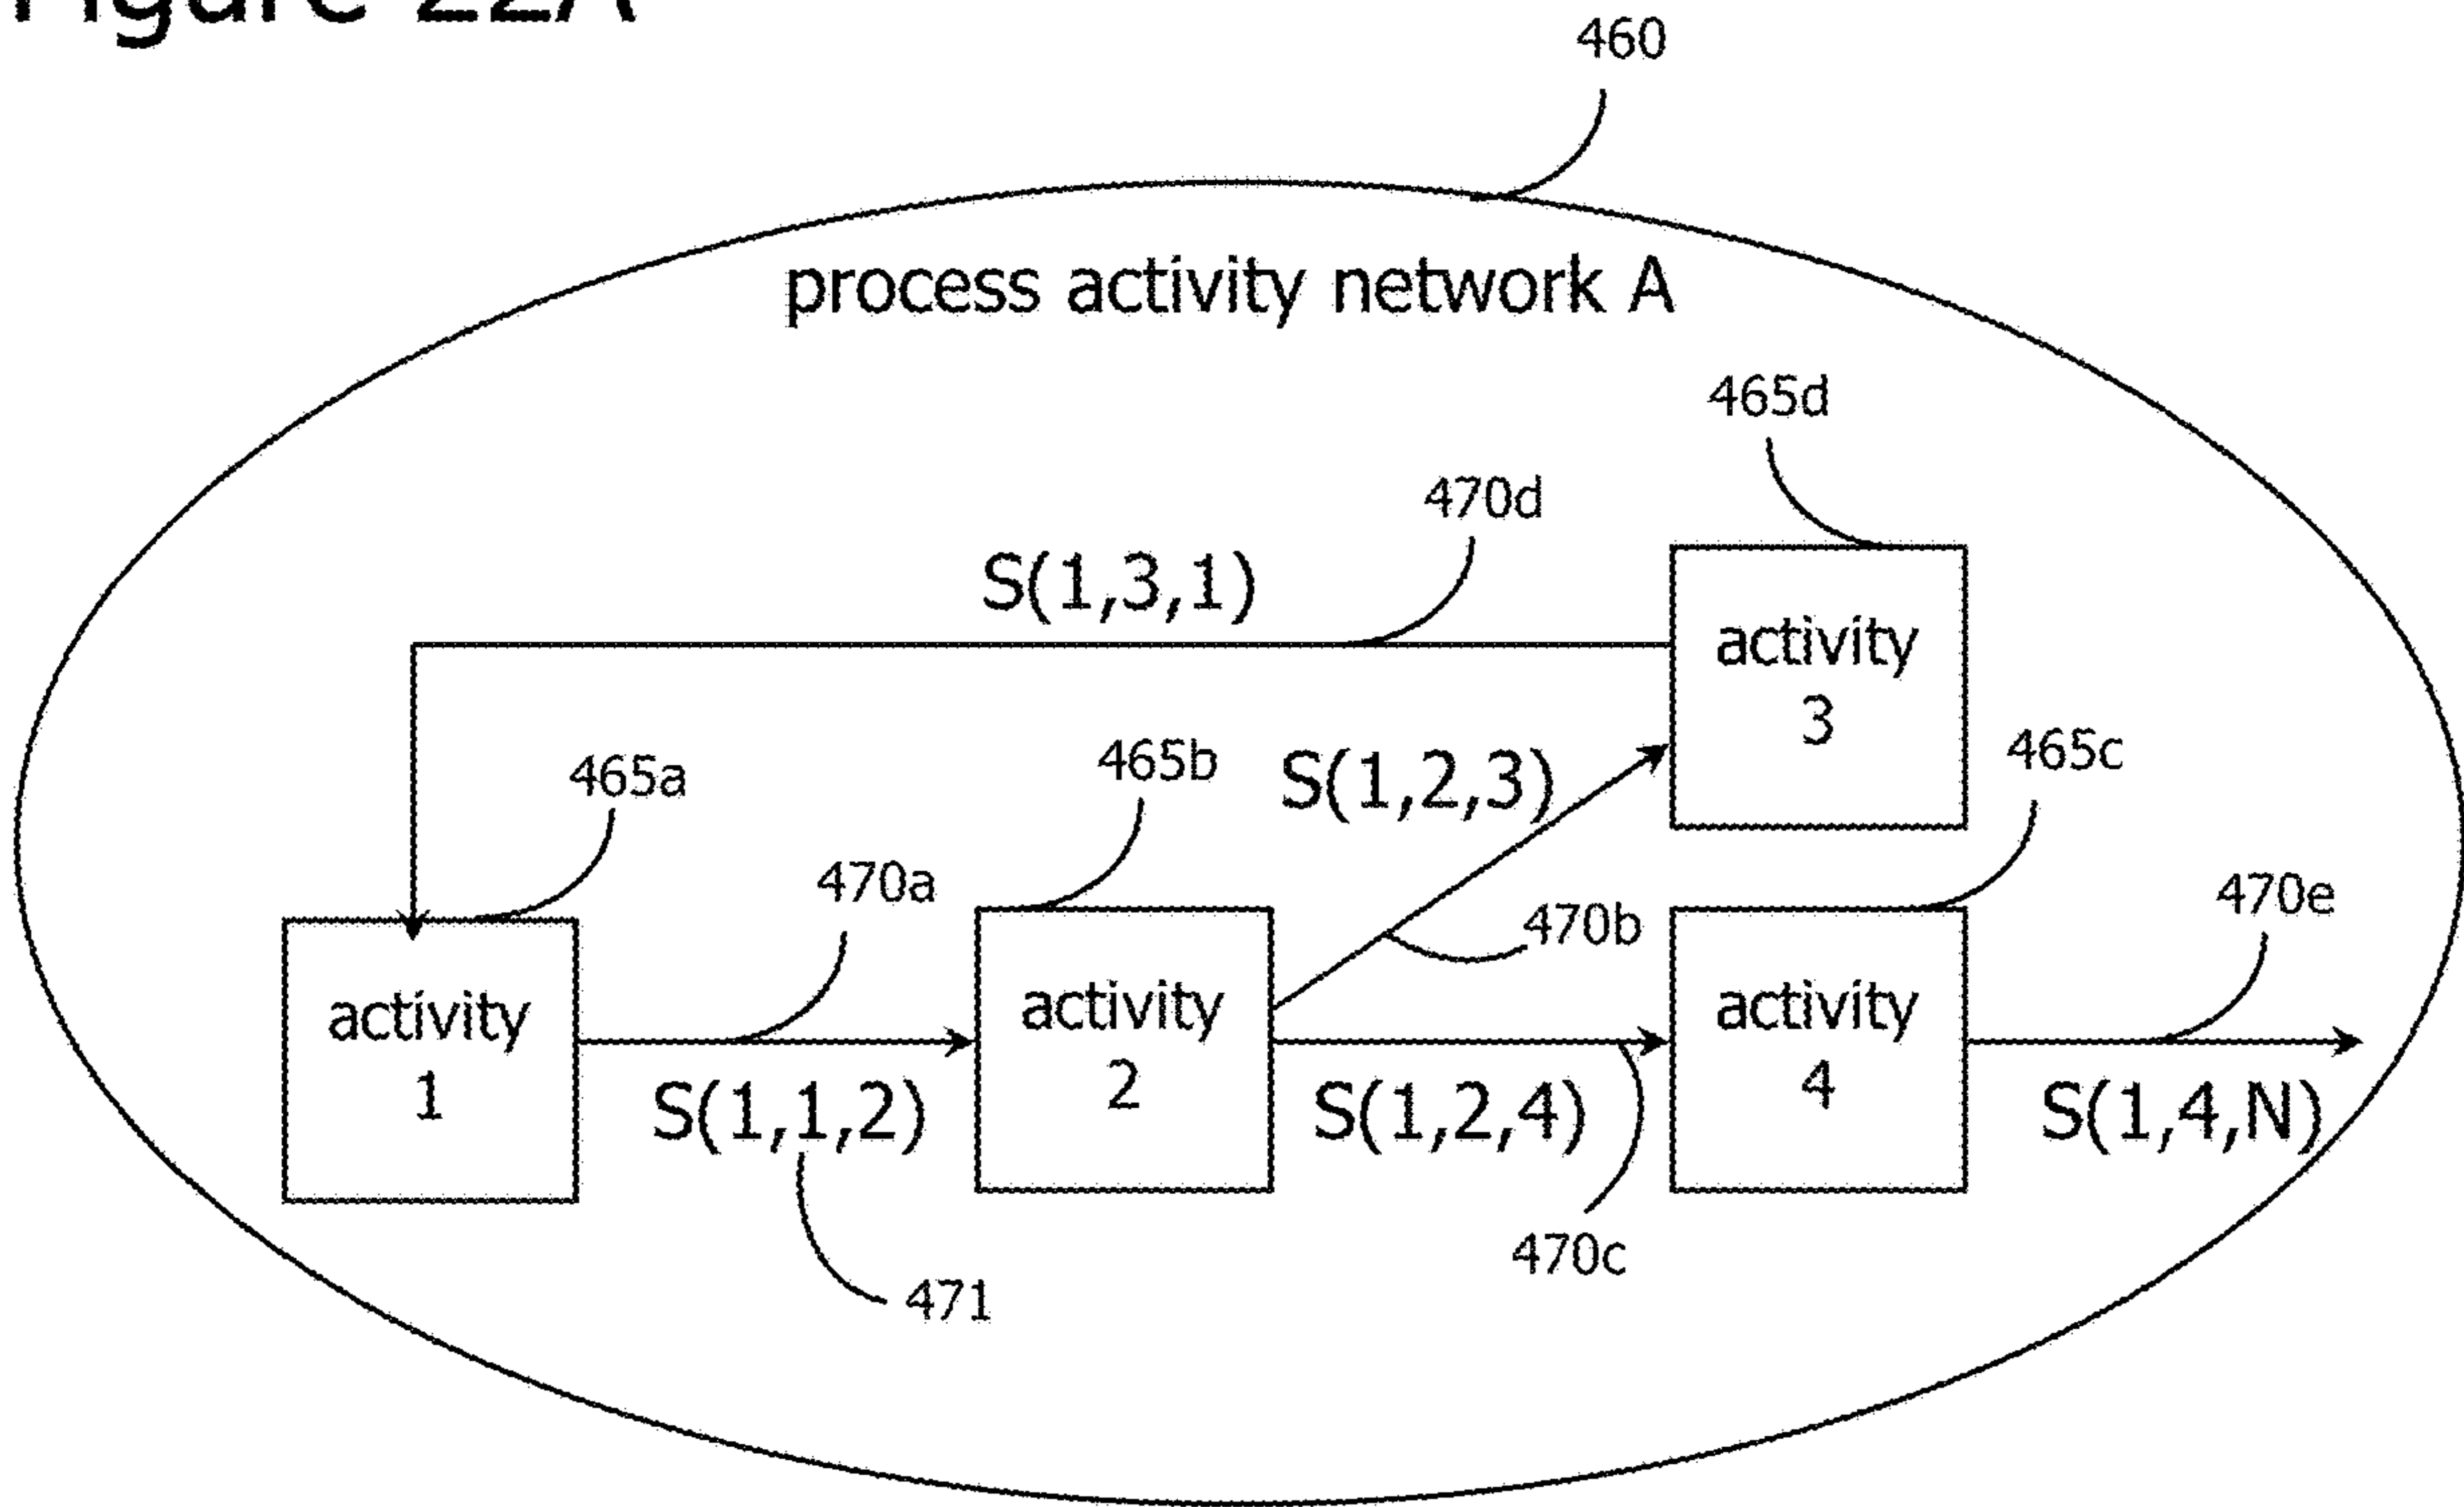 Figure 22A
460
process activity network A
465d
470d
S(1,3,1)
activity
3
465a
465b
S(1,2,3)
465c
470a
470b
470e
activity
1
activity
2
activity
4
S(1,1,2)
S(1,2,4)
S(1,4,N)
470c
471